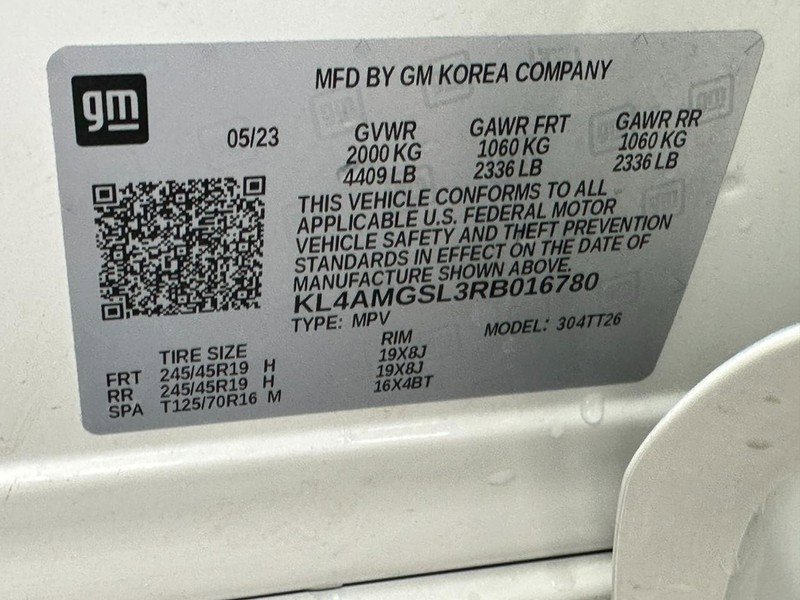 gm
MFD BY GM KOREA COMPANY
05/23 GVWR GAWR FRT GAWR RR
2000 KG 1060 KG 1060 KG
4409 LB 2336 LB 2336 LB
THIS VEHICLE CONFORMS TO ALL
APPLICABLE U.S. FEDERAL MOTOR
VEHICLE SAFETY AND THEFT PREVENTION
STANDARDS IN EFFECT ON THE DATE OF
MANUFACTURE SHOWN ABOVE.
KL4AMGSL3RB016780
TYPE: MPV MODEL: 304TT26
TIRE SIZE RIM
FRT 245/45R19 H 19X8J
RR 245/45R19 H 19X8J
SPA T125/70R16 M 16X4BT